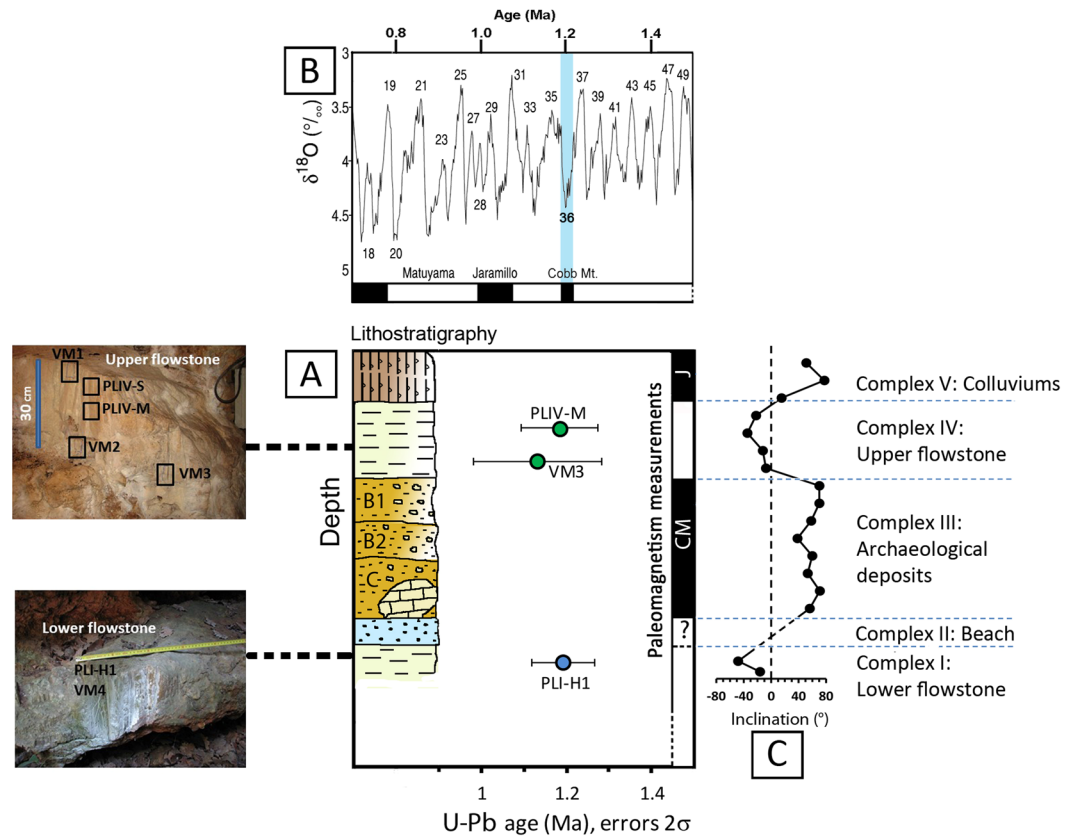 Age (Ma)
0.8 1.0 1.2 1.4
B
3
3.5
4
4.5
5
δ18O (°/oo)
19 21 25 31 37 47 49
23 27 29 33 35 39 41 43 45
28
18 20 36
Matuyama Jaramillo Cobb Mt.
Lithostratigraphy
A
Upper flowstone
VM1
PLIV-S
PLIV-M
VM2
VM3
30 cm
Lower flowstone
PLI-H1
VM4
Depth
B1
B2
C
PLIV-M
VM3
PLI-H1
Paleomagnetism measurements
J
CM
?
1 1.2 1.4
U-Pb age (Ma), errors 2σ
Complex V: Colluviums
Complex IV:
Upper flowstone
Complex III:
Archaeological
deposits
Complex II: Beach
Complex I:
Lower flowstone
-80 -40 0 40 80
Inclination (°)
C